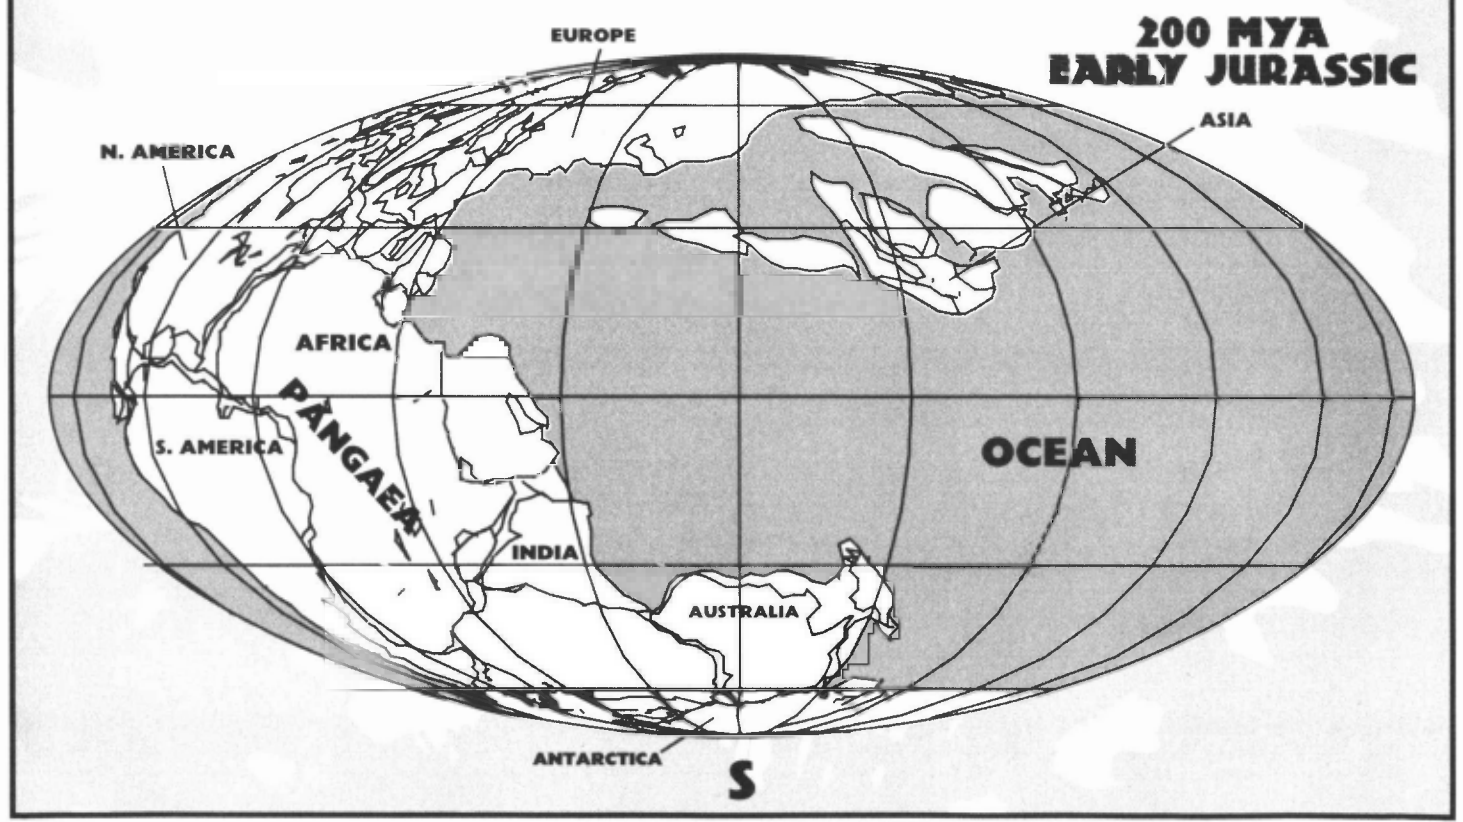 200 MYA
EARLY JURASSIC
EUROPE
ASIA
N. AMERICA
AFRICA
PANGAEA
S. AMERICA
OCEAN
INDIA
AUSTRALIA
ANTARCTICA
S